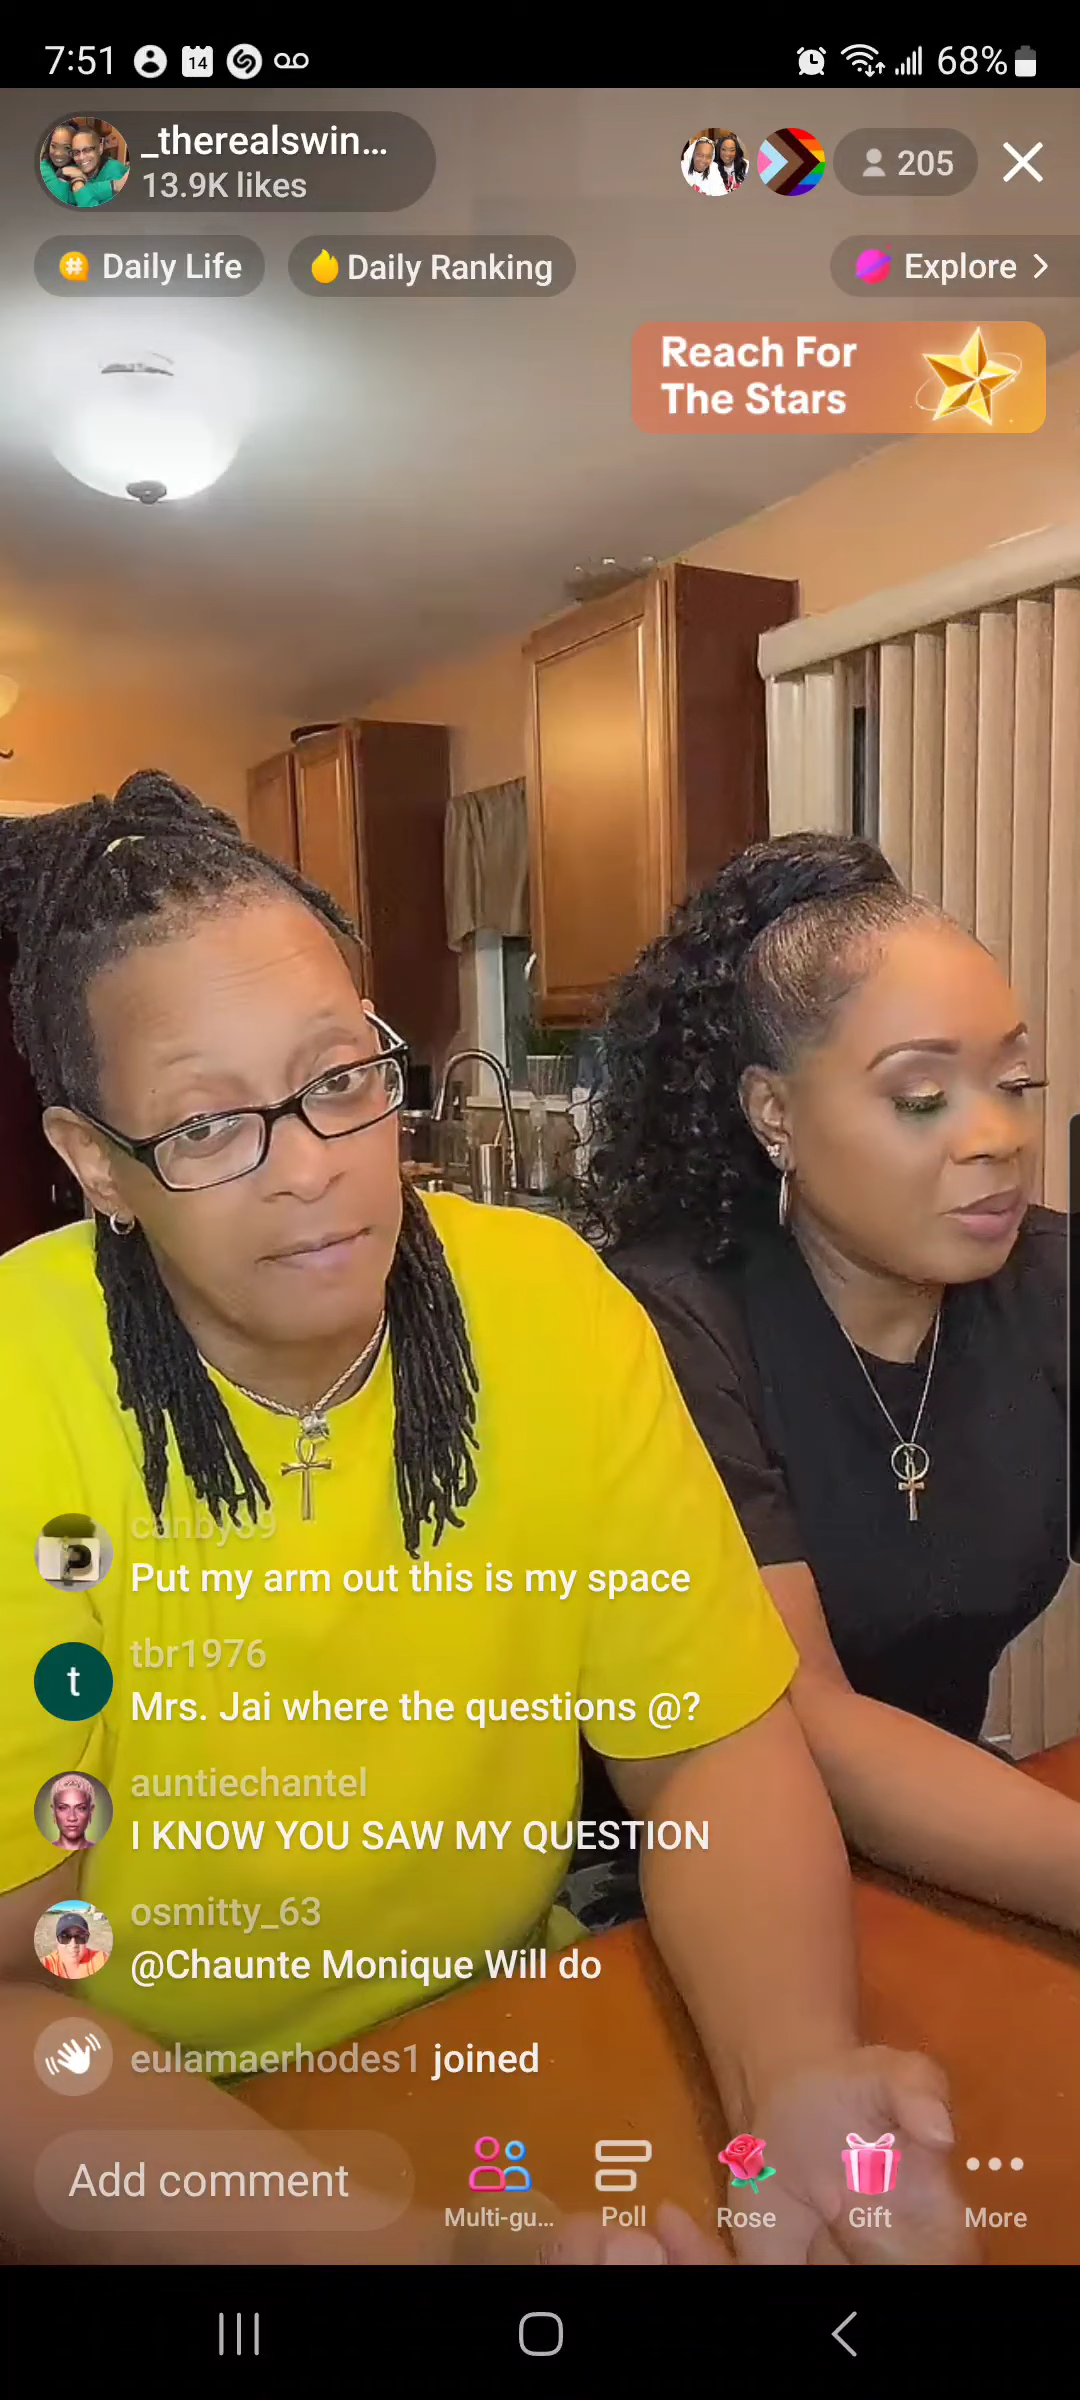 7:51
14
68%
_therealswin...
13.9K likes
205
Daily Life
Daily Ranking
Explore
Reach For
The Stars
canby69
Put my arm out this is my space
t
tbr1976
Mrs. Jai where the questions @?
auntiechantel
I KNOW YOU SAW MY QUESTION
osmitty_63
@Chaunte Monique Will do
eulamaerhodes1 joined
Add comment
Multi-gu...
Poll
Rose
Gift
More